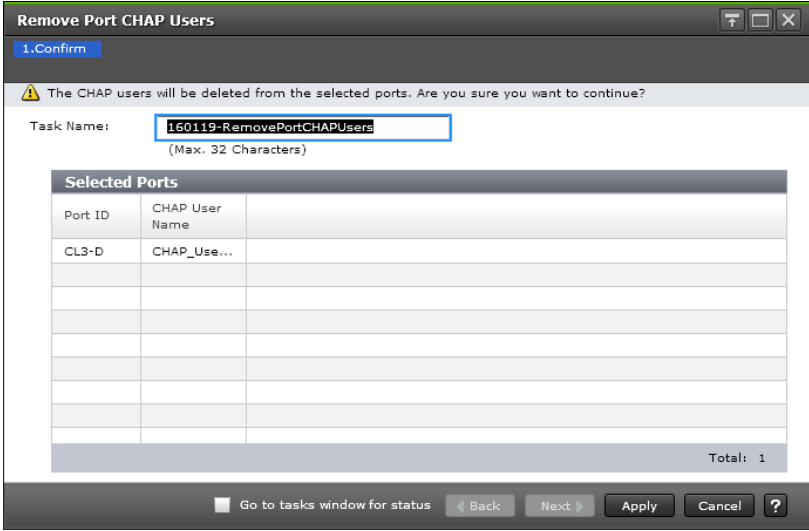 Remove Port CHAP Users
1.Confirm
The CHAP users will be deleted from the selected ports. Are you sure you want to continue?
Task Name: 160119-RemovePortCHAPUsers
(Max. 32 Characters)
Selected Ports
Port ID CHAP User Name
CL3-D CHAP_Use...
Total: 1
Go to tasks window for status Back Next Apply Cancel ?